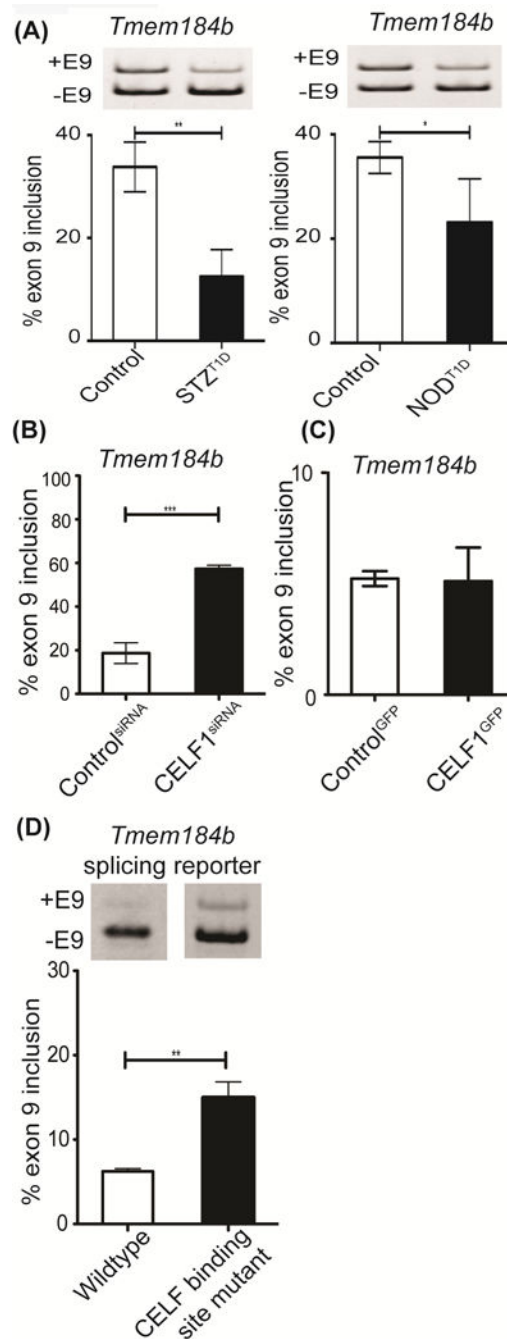 (A)
Tmem184b
+E9
-E9
40
20
0
% exon 9 inclusion
**
Control
STZT1D
Tmem184b
+E9
-E9
40
20
0
% exon 9 inclusion
*
Control
NODT1D
(B)
Tmem184b
100
80
60
40
20
0
% exon 9 inclusion
***
ControlsiRNA
CELF1siRNA
(C)
Tmem184b
10
0
% exon 9 inclusion
ControlGFP
CELF1GFP
(D)
Tmem184b
splicing reporter
+E9
-E9
30
20
10
0
% exon 9 inclusion
**
Wildtype
CELF binding
site mutant